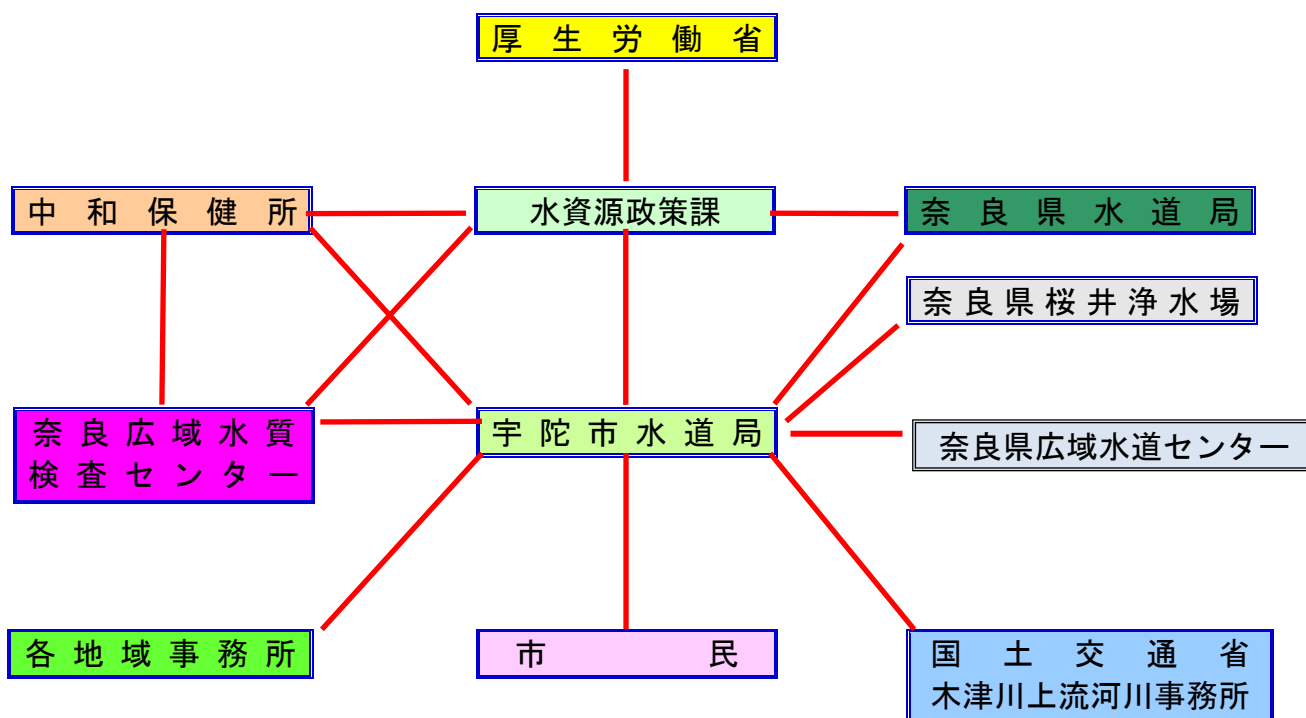 厚生労働省
中和保健所
水資源政策課
奈良県水道局
奈良県桜井浄水場
奈良広域水質
検査センター
宇陀市水道局
奈良県広域水道センター
各地域事務所
市民
国土交通省
木津川上流河川事務所